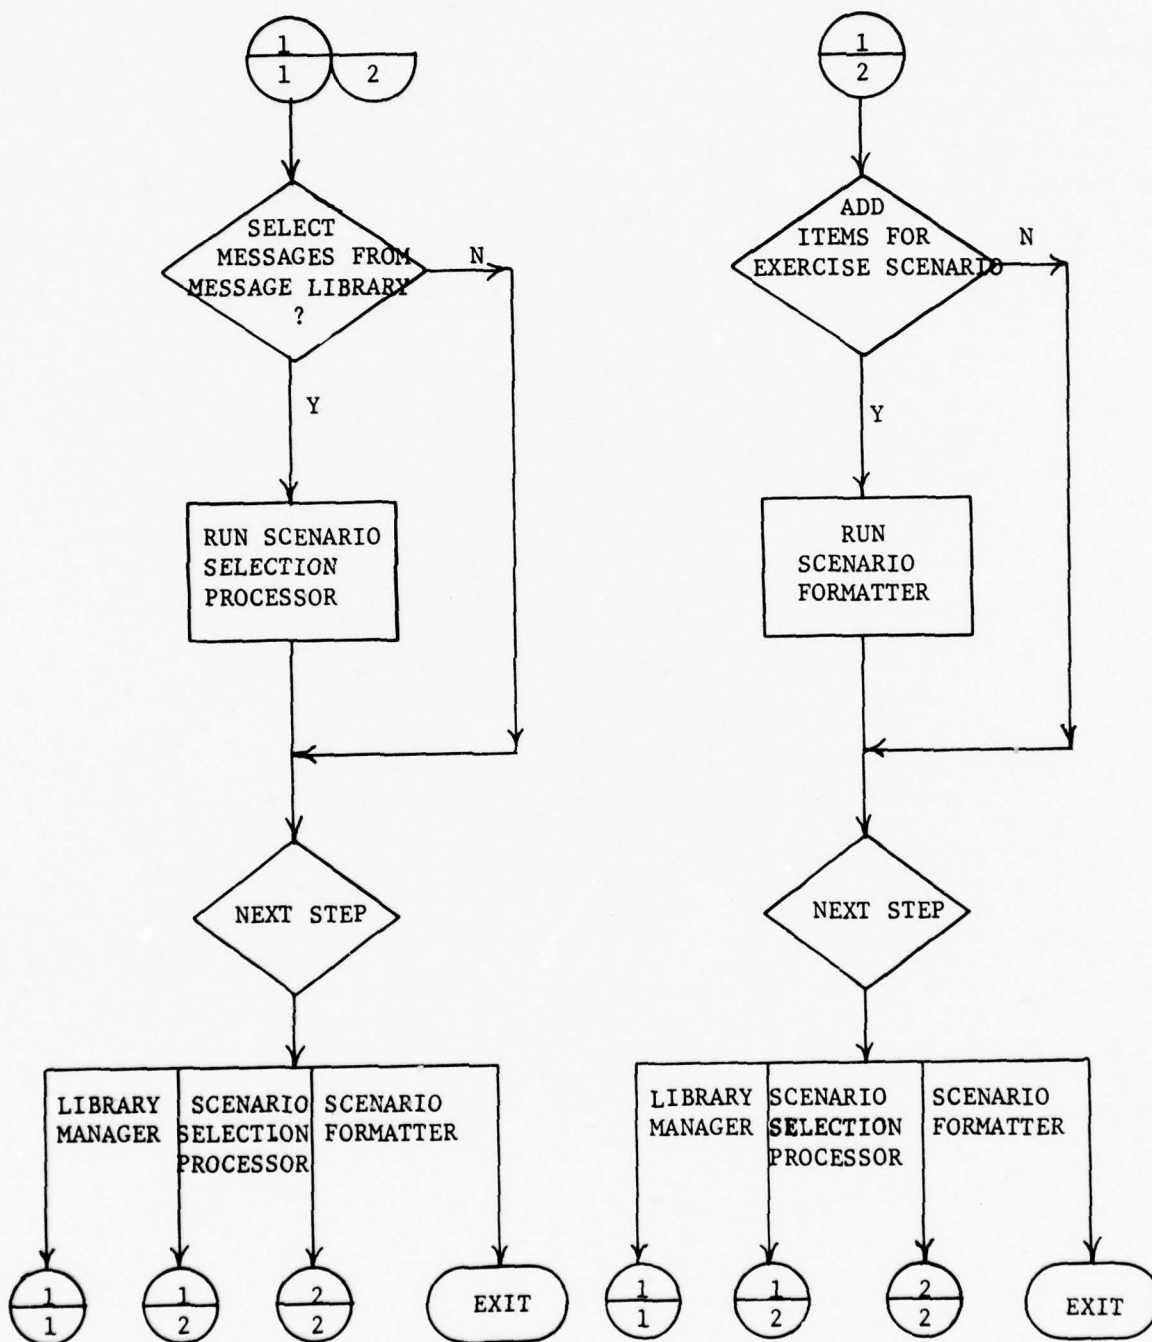 1
1
2
SELECT
MESSAGES FROM
MESSAGE LIBRARY
?
N
Y
RUN SCENARIO
SELECTION
PROCESSOR
NEXT STEP
LIBRARY
MANAGER
SCENARIO
SELECTION
PROCESSOR
SCENARIO
FORMATTER
1
1
1
2
2
2
EXIT
1
2
ADD
ITEMS FOR
EXERCISE SCENARIO
N
Y
RUN
SCENARIO
FORMATTER
NEXT STEP
LIBRARY
MANAGER
SCENARIO
SELECTION
PROCESSOR
SCENARIO
FORMATTER
1
1
1
2
2
2
EXIT